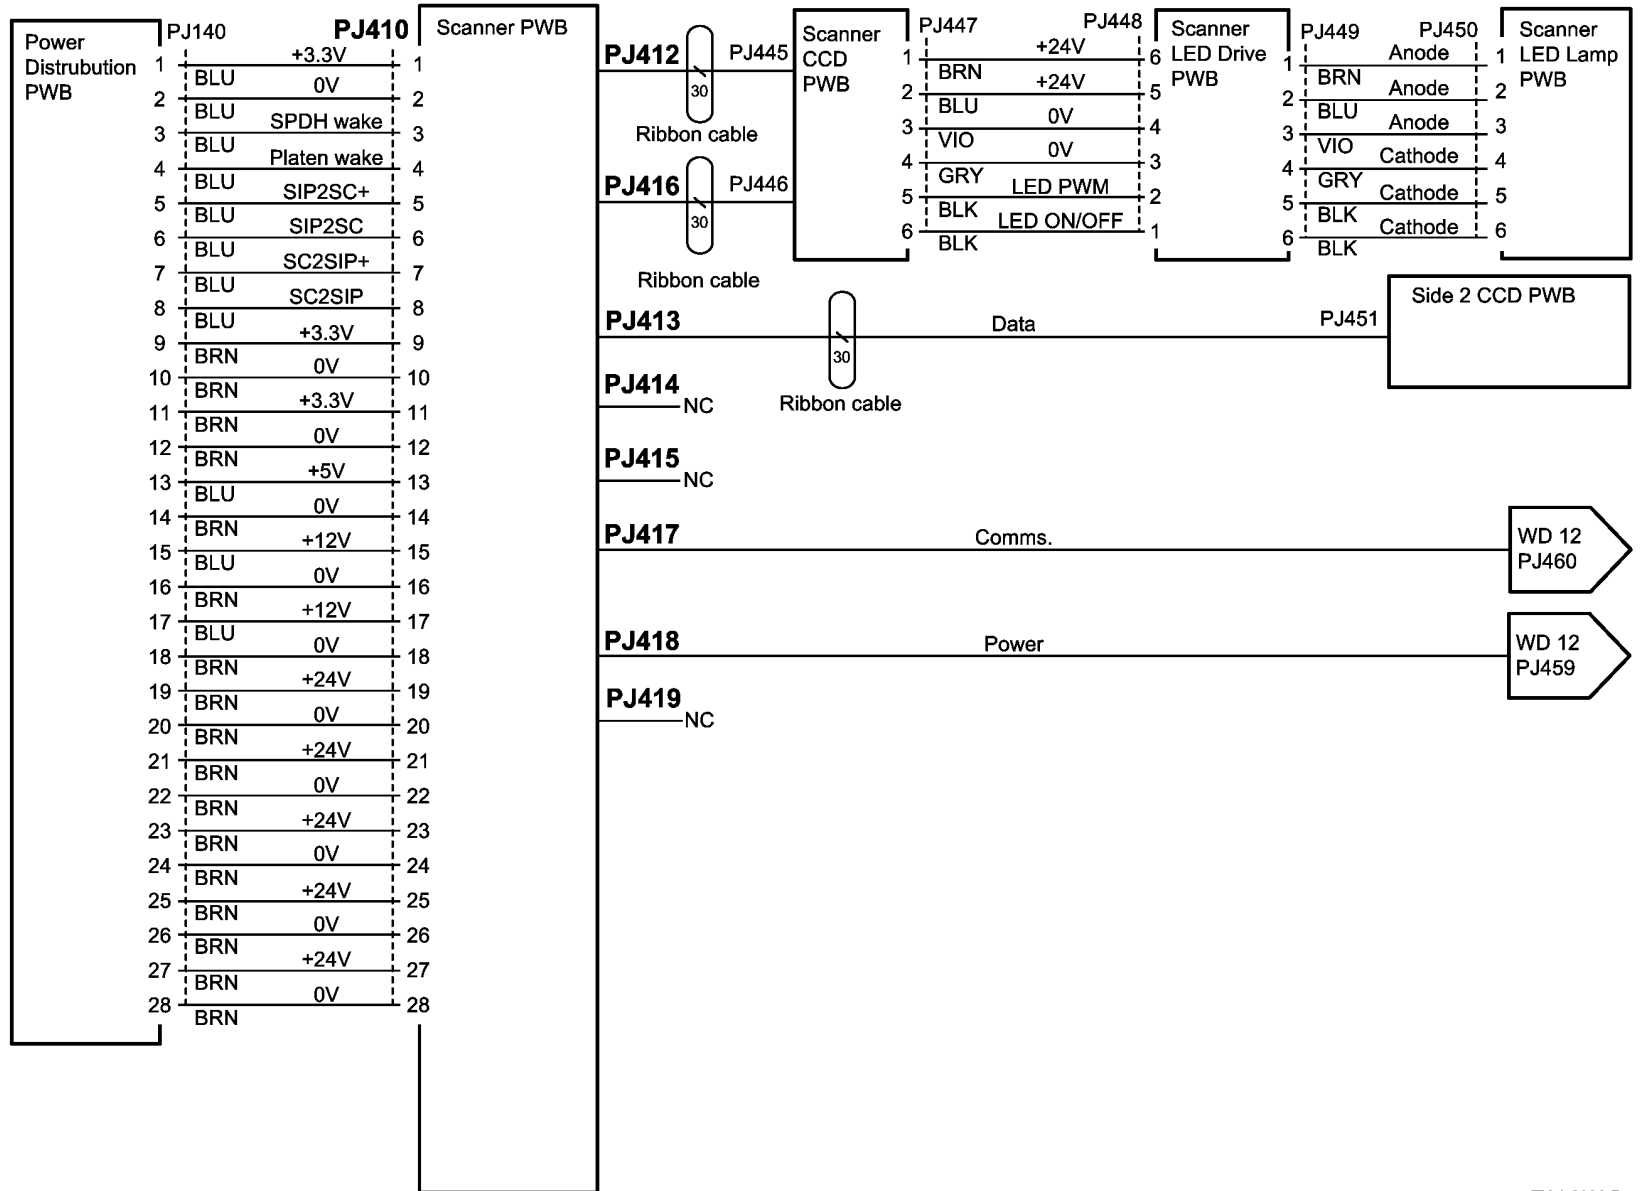 Power
Distrubution
PWB
PJ140
PJ410
Scanner PWB
1 +3.3V 1
BLU
2 0V 2
BLU
3 SPDH wake 3
BLU
4 Platen wake 4
BLU
5 SIP2SC+ 5
BLU
6 SIP2SC 6
BLU
7 SC2SIP+ 7
BLU
8 SC2SIP 8
BLU
9 +3.3V 9
BRN
10 0V 10
BRN
11 +3.3V 11
BRN
12 0V 12
BRN
13 +5V 13
BLU
14 0V 14
BRN
15 +12V 15
BLU
16 0V 16
BRN
17 +12V 17
BLU
18 0V 18
BRN
19 +24V 19
BRN
20 0V 20
BRN
21 +24V 21
BRN
22 0V 22
BRN
23 +24V 23
BRN
24 0V 24
BRN
25 +24V 25
BRN
26 0V 26
BRN
27 +24V 27
BRN
28 0V 28
BRN
PJ412 PJ445
30
Ribbon cable
PJ416 PJ446
30
Ribbon cable
Scanner
CCD
PWB
PJ447 PJ448
1 +24V 6
BRN
2 +24V 5
BLU
3 0V 4
VIO
4 0V 3
GRY
5 LED PWM 2
BLK
6 LED ON/OFF 1
BLK
Scanner
LED Drive
PWB
PJ449 PJ450
1 Anode 1
BRN
2 Anode 2
BLU
3 Anode 3
VIO
4 Cathode 4
GRY
5 Cathode 5
BLK
6 Cathode 6
BLK
Scanner
LED Lamp
PWB
PJ413 Data PJ451
30
Ribbon cable
Side 2 CCD PWB
PJ414
NC
PJ415
NC
PJ417 Comms.
WD 12
PJ460
PJ418 Power
WD 12
PJ459
PJ419
NC